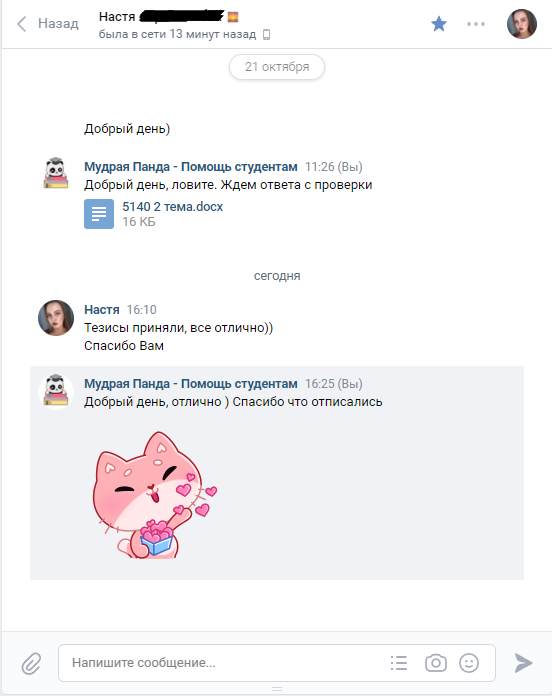 Назад
Настя
была в сети 13 минут назад
21 октября
Добрый день)
Мудрая Панда - Помощь студентам 11:26 (Вы)
Добрый день, ловите. Ждем ответа с проверки
5140 2 тема.docx
16 КБ
сегодня
Настя 16:10
Тезисы приняли, все отлично))
Спасибо Вам
Мудрая Панда - Помощь студентам 16:25 (Вы)
Добрый день, отлично ) Спасибо что отписались
Напишите сообщение...